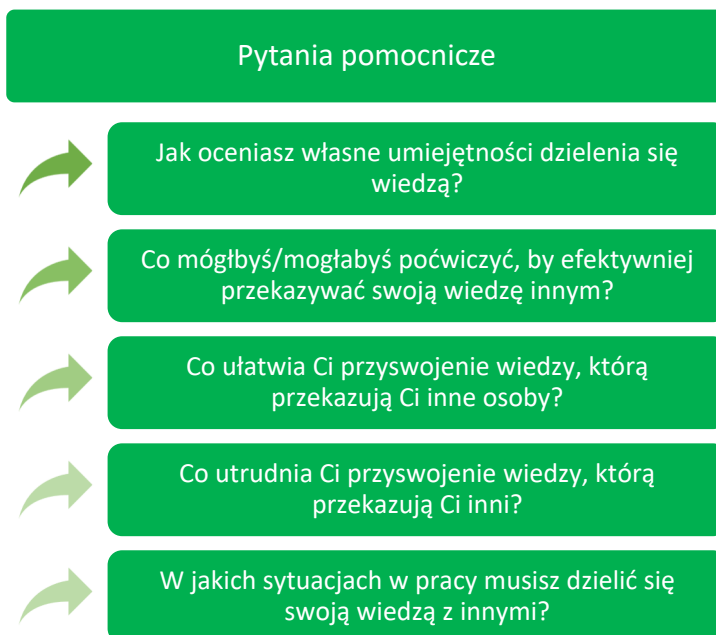 Pytania pomocnicze
Jak oceniasz własne umiejętności dzielenia się
wiedzą?
Co mógłbyś/mogłabyś poćwiczyć, by efektywniej
przekazywać swoją wiedzę innym?
Co ułatwia Ci przyswojenie wiedzy, którą
przekazują Ci inne osoby?
Co utrudnia Ci przyswojenie wiedzy, którą
przekazują Ci inni?
W jakich sytuacjach w pracy musisz dzielić się
swoją wiedzą z innymi?